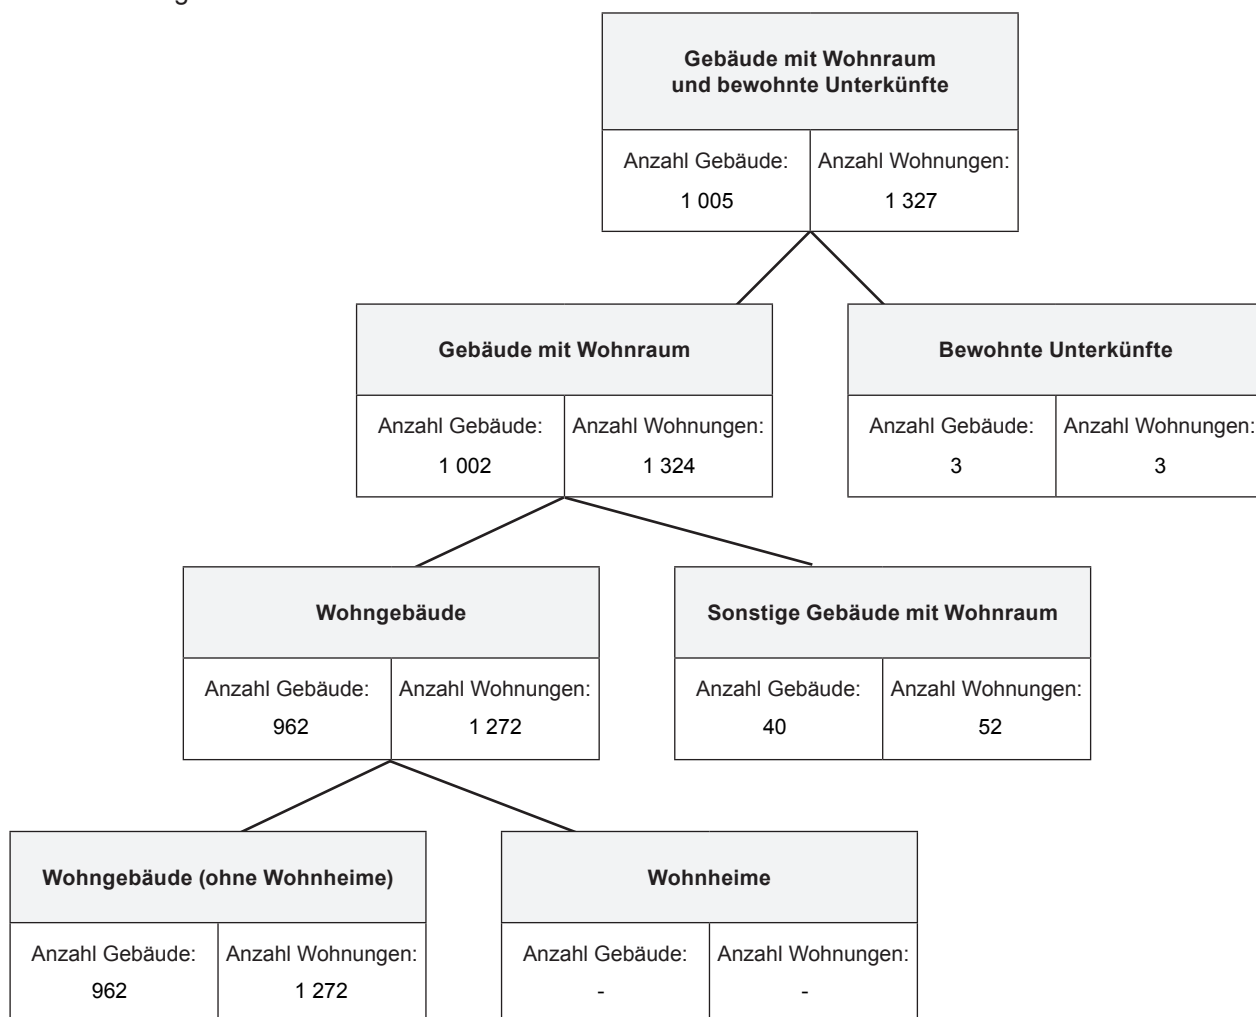 Gebäude mit Wohnraum
und bewohnte Unterkünfte
Anzahl Gebäude: Anzahl Wohnungen:
1 005 1 327
Gebäude mit Wohnraum Bewohnte Unterkünfte
Anzahl Gebäude: Anzahl Wohnungen: Anzahl Gebäude: Anzahl Wohnungen:
1 002 1 324 3 3
Wohngebäude Sonstige Gebäude mit Wohnraum
Anzahl Gebäude: Anzahl Wohnungen: Anzahl Gebäude: Anzahl Wohnungen:
962 1 272 40 52
Wohngebäude (ohne Wohnheime) Wohnheime
Anzahl Gebäude: Anzahl Wohnungen: Anzahl Gebäude: Anzahl Wohnungen:
962 1 272 - -